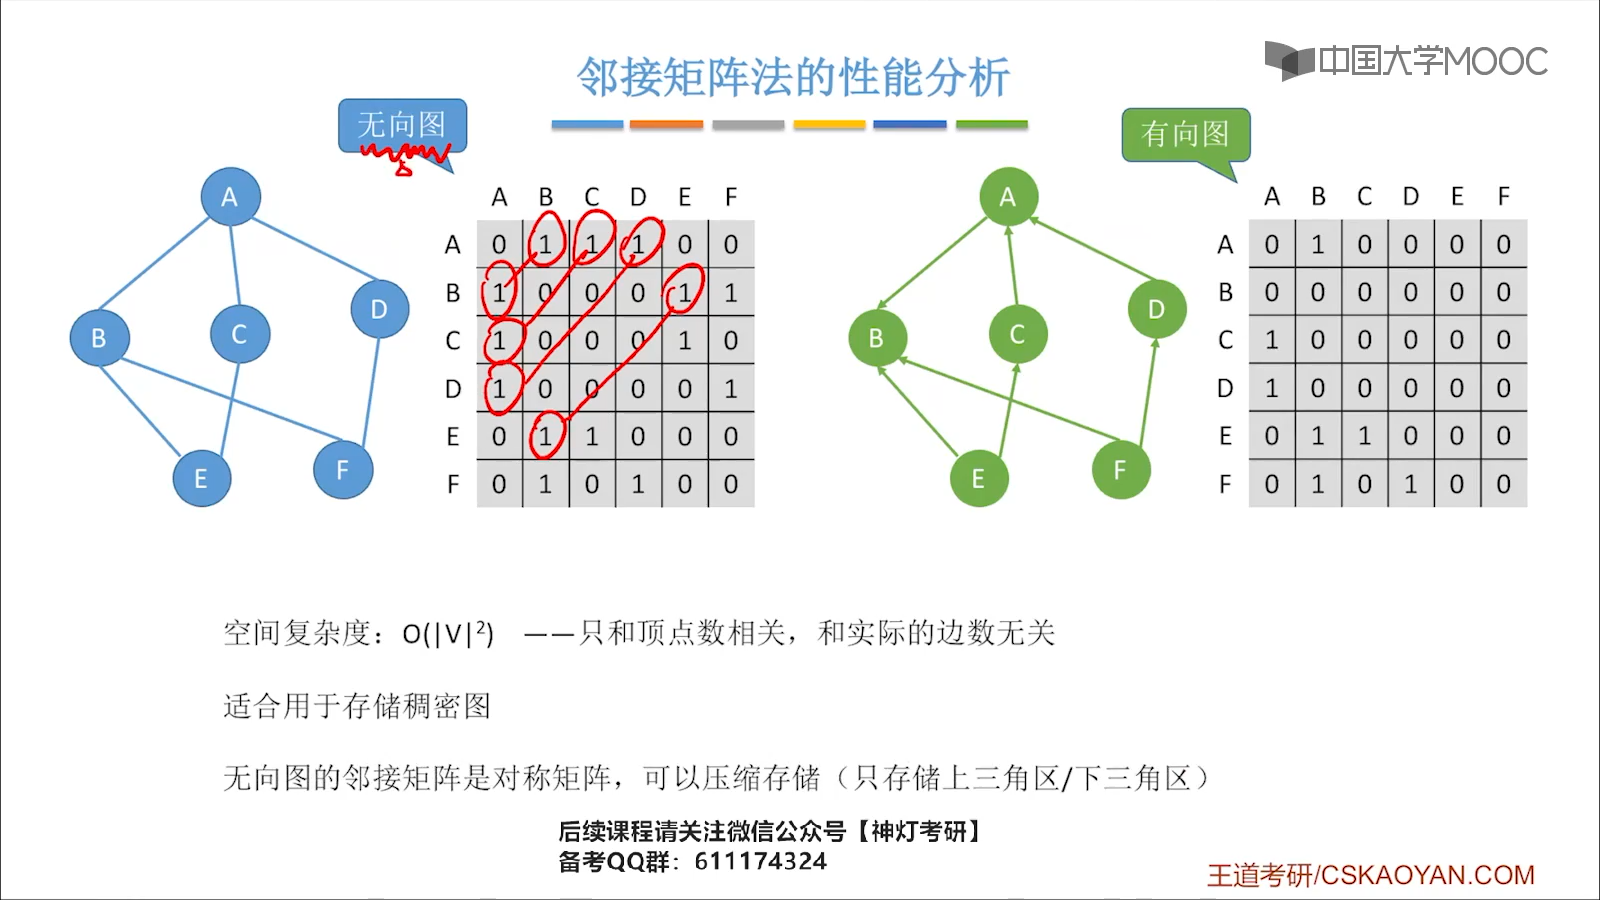 中国大学MOOC
邻接矩阵法的性能分析
无向图
有向图
A
B
C
D
E
F
A B C D E F
A 0 1 1 1 0 0
B 1 0 0 0 1 1
C 1 0 0 0 1 0
D 1 0 0 0 0 1
E 0 1 1 0 0 0
F 0 1 0 1 0 0
A
B
C
D
E
F
A B C D E F
A 0 1 0 0 0 0
B 0 0 0 0 0 0
C 1 0 0 0 0 0
D 1 0 0 0 0 0
E 0 1 1 0 0 0
F 0 1 0 1 0 0
空间复杂度：O(|V|²) ——只和顶点数相关，和实际的边数无关
适合用于存储稠密图
无向图的邻接矩阵是对称矩阵，可以压缩存储（只存储上三角区/下三角区）
后续课程请关注微信公众号【神灯考研】
备考QQ群：611174324
王道考研/CSKAOYAN.COM